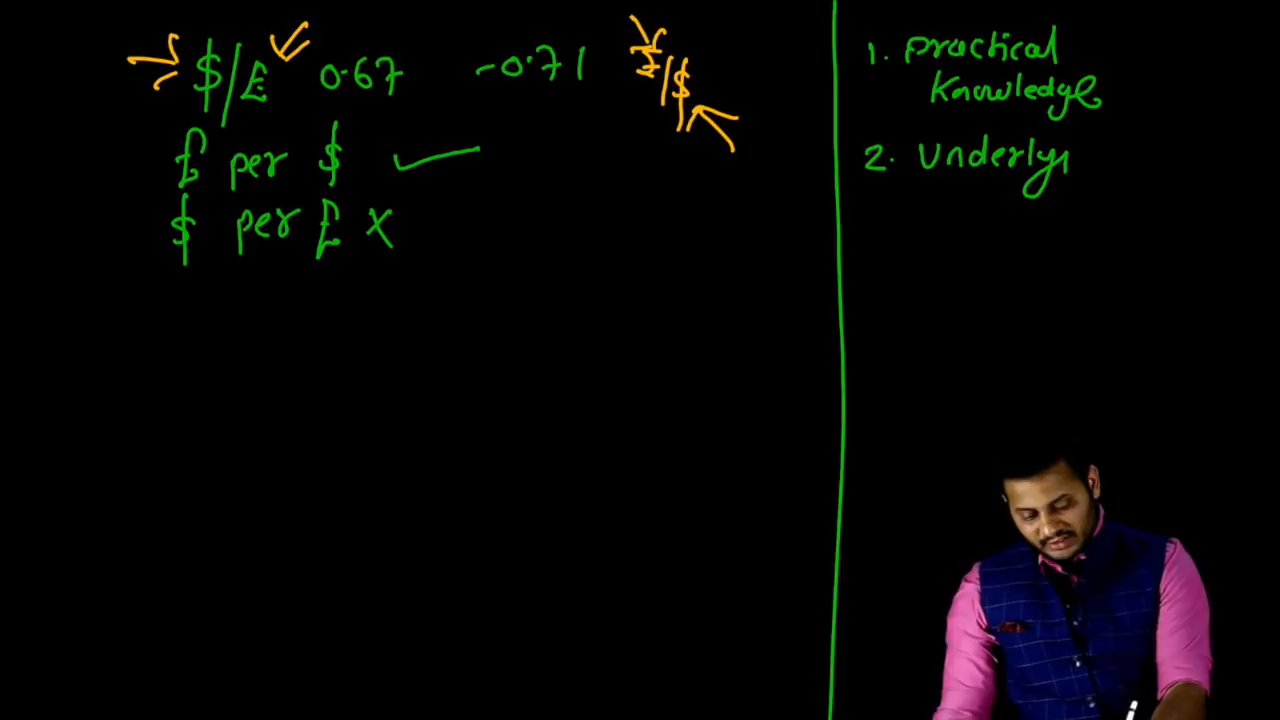 $/£ 0.67 -0.71 £/$
£ per $ ✓
$ per £ X
1. Practical
Knowledge
2. Underly